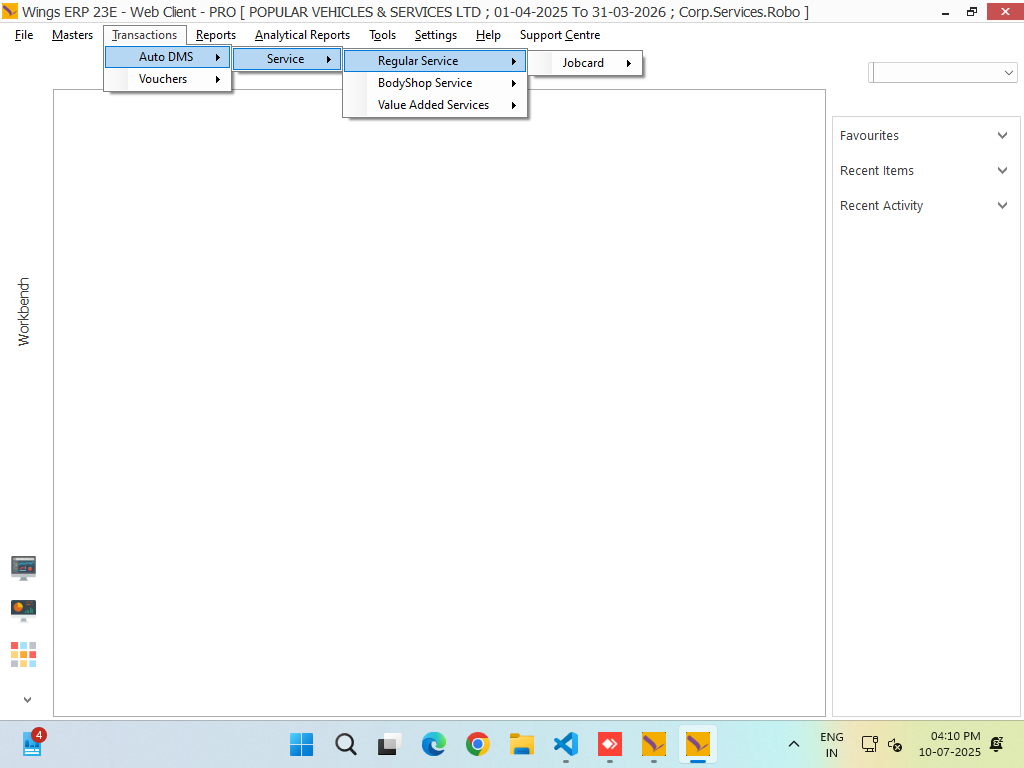 Wings ERP 23E - Web Client - PRO [ POPULAR VEHICLES & SERVICES LTD ; 01-04-2025 To 31-03-2026 ; Corp.Services.Robo ]
File Masters Transactions Reports Analytical Reports Tools Settings Help Support Centre
Auto DMS Service Regular Service Jobcard
Vouchers BodyShop Service
Value Added Services
Favourites
Recent Items
Recent Activity
Workbench
4
ENG 04:10 PM
IN 10-07-2025